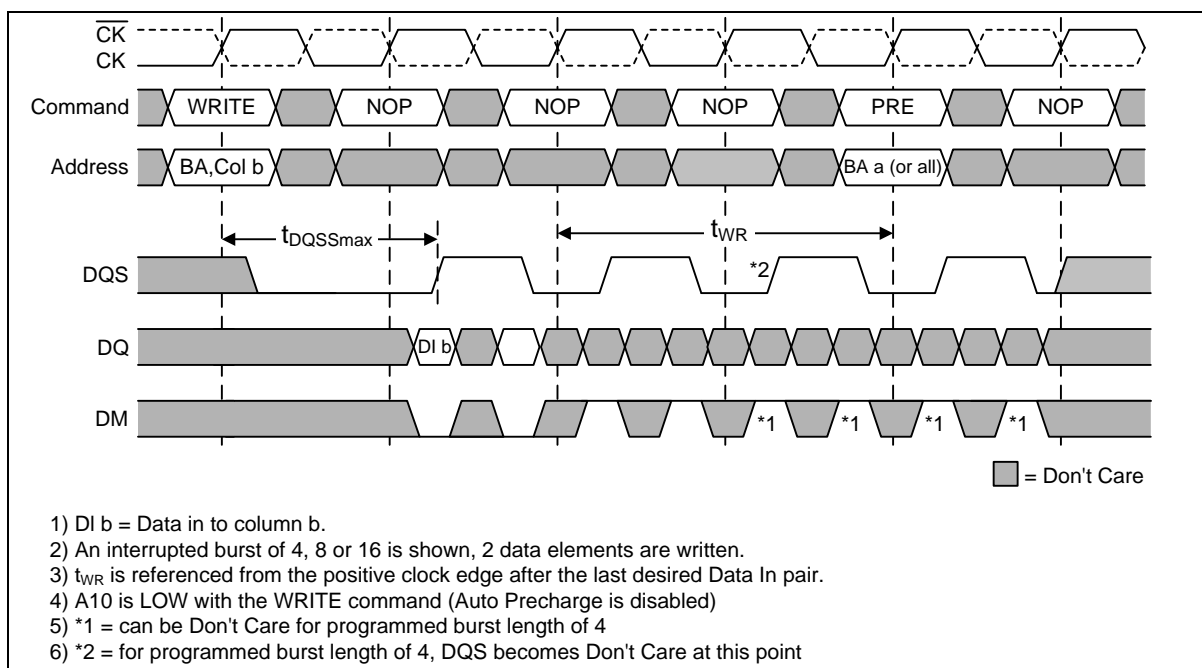 CK
CK
Command WRITE NOP NOP NOP PRE NOP
Address BA,Col b BA a (or all)
tDQSSmax tWR
DQS *2
DQ DI b
DM *1 *1 *1 *1
= Don't Care
1) DI b = Data in to column b.
2) An interrupted burst of 4, 8 or 16 is shown, 2 data elements are written.
3) tWR is referenced from the positive clock edge after the last desired Data In pair.
4) A10 is LOW with the WRITE command (Auto Precharge is disabled)
5) *1 = can be Don't Care for programmed burst length of 4
6) *2 = for programmed burst length of 4, DQS becomes Don't Care at this point